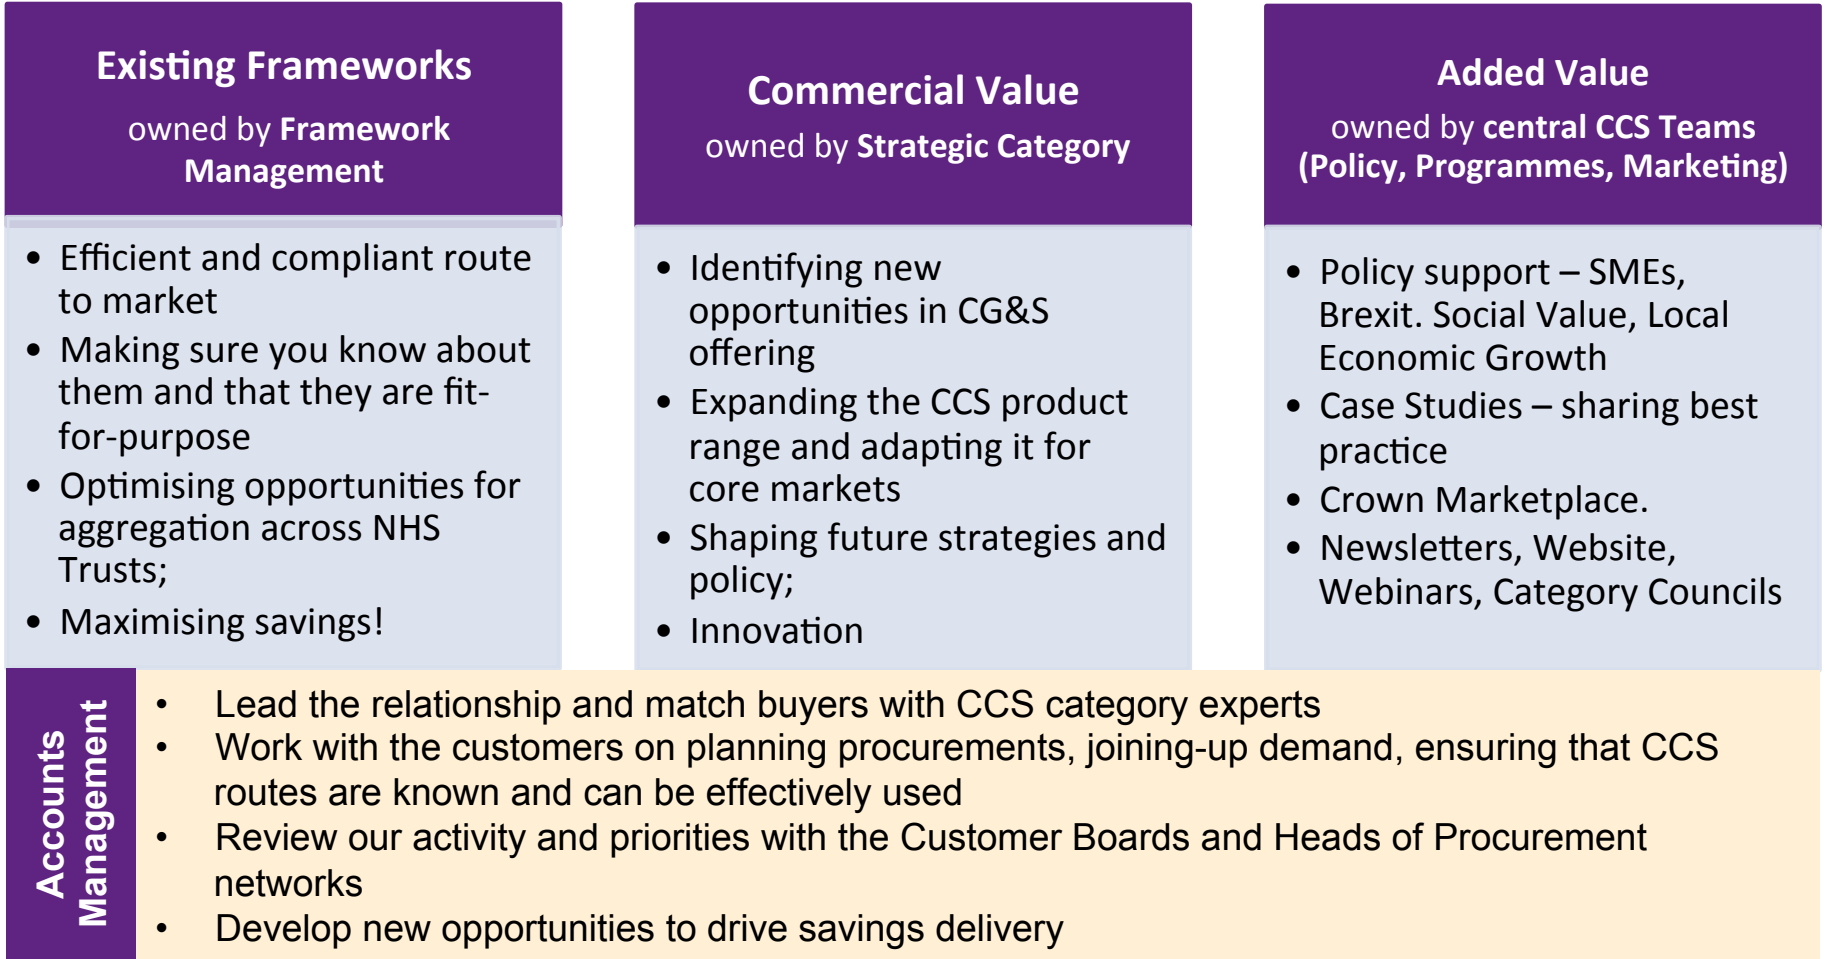 Existing Frameworks
owned by Framework
Management
• Efficient and compliant route
to market
• Making sure you know about
them and that they are fit-
for-purpose
• Optimising opportunities for
aggregation across NHS
Trusts;
• Maximising savings!
Commercial Value
owned by Strategic Category
• Identifying new
opportunities in CG&S
offering
• Expanding the CCS product
range and adapting it for
core markets
• Shaping future strategies and
policy;
• Innovation
Added Value
owned by central CCS Teams
(Policy, Programmes, Marketing)
• Policy support – SMEs,
Brexit. Social Value, Local
Economic Growth
• Case Studies – sharing best
practice
• Crown Marketplace.
• Newsletters, Website,
Webinars, Category Councils
Accounts
Management
• Lead the relationship and match buyers with CCS category experts
• Work with the customers on planning procurements, joining-up demand, ensuring that CCS
routes are known and can be effectively used
• Review our activity and priorities with the Customer Boards and Heads of Procurement
networks
• Develop new opportunities to drive savings delivery